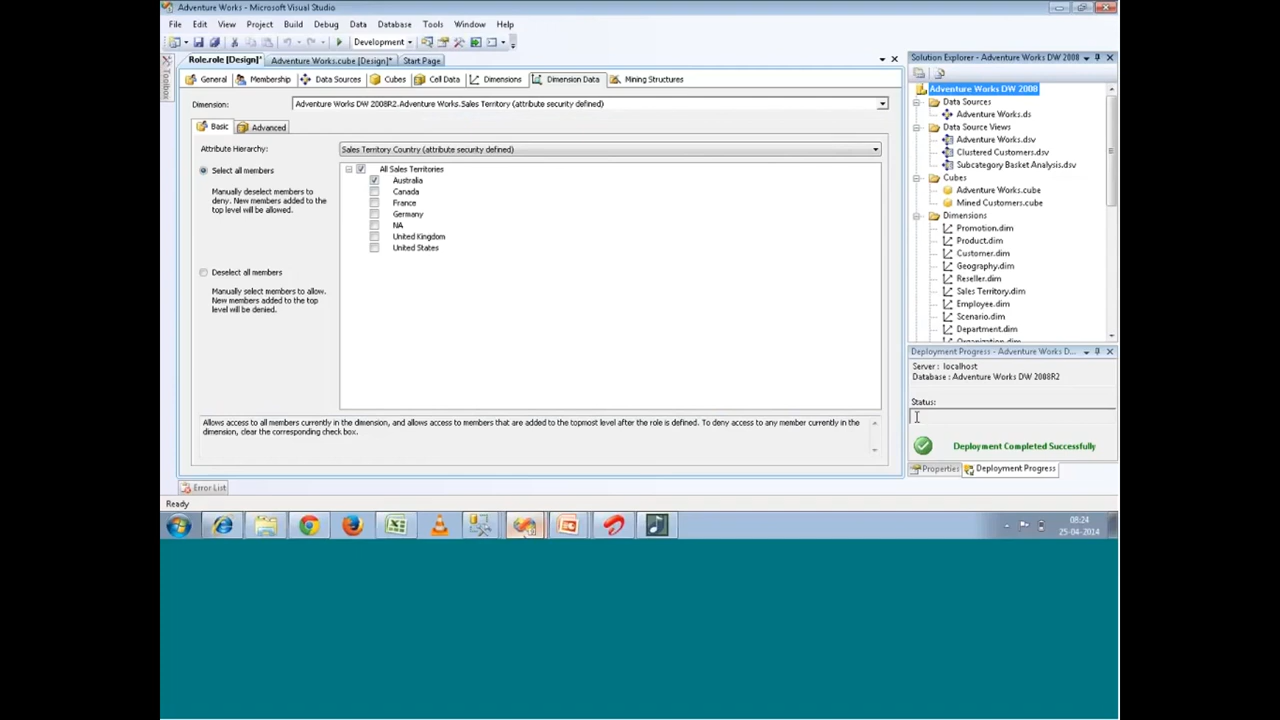 Adventure Works - Microsoft Visual Studio
File Edit View Project Build Debug Data Database Tools Window Help
Development
Role.role [Design]* Adventure Works.cube [Design]* Start Page
Toolbox
General Membership Data Sources Cubes Cell Data Dimensions Dimension Data Mining Structures
Dimension: Adventure Works DW 2008R2.Adventure Works.Sales Territory (attribute security defined)
Basic Advanced
Attribute Hierarchy: Sales Territory Country (attribute security defined)
Select all members
Manually deselect members to
deny. New members added to the
top level will be allowed.
Deselect all members
Manually select members to allow.
New members added to the top
level will be denied.
All Sales Territories
Australia
Canada
France
Germany
NA
United Kingdom
United States
Allows access to all members currently in the dimension, and allows access to members that are added to the topmost level after the role is defined. To deny access to any member currently in the
dimension, clear the corresponding check box.
Error List
Ready
Solution Explorer - Adventure Works DW 2008
Adventure Works DW 2008
Data Sources
Adventure Works.ds
Data Source Views
Adventure Works.dsv
Clustered Customers.dsv
Subcategory Basket Analysis.dsv
Cubes
Adventure Works.cube
Mined Customers.cube
Dimensions
Promotion.dim
Product.dim
Customer.dim
Geography.dim
Reseller.dim
Sales Territory.dim
Employee.dim
Scenario.dim
Department.dim
Organization.dim
Deployment Progress - Adventure Works D...
Server : localhost
Database : Adventure Works DW 2008R2
Status:
Deployment Completed Successfully
Properties Deployment Progress
08:24
25-04-2014